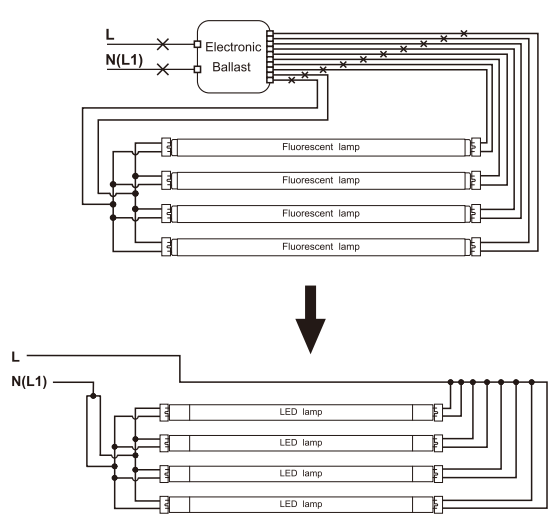 L
Electronic
N(L1)
Ballast
Fluorescent lamp
Fluorescent lamp
Fluorescent lamp
Fluorescent lamp
L
N(L1)
LED lamp
LED lamp
LED lamp
LED lamp